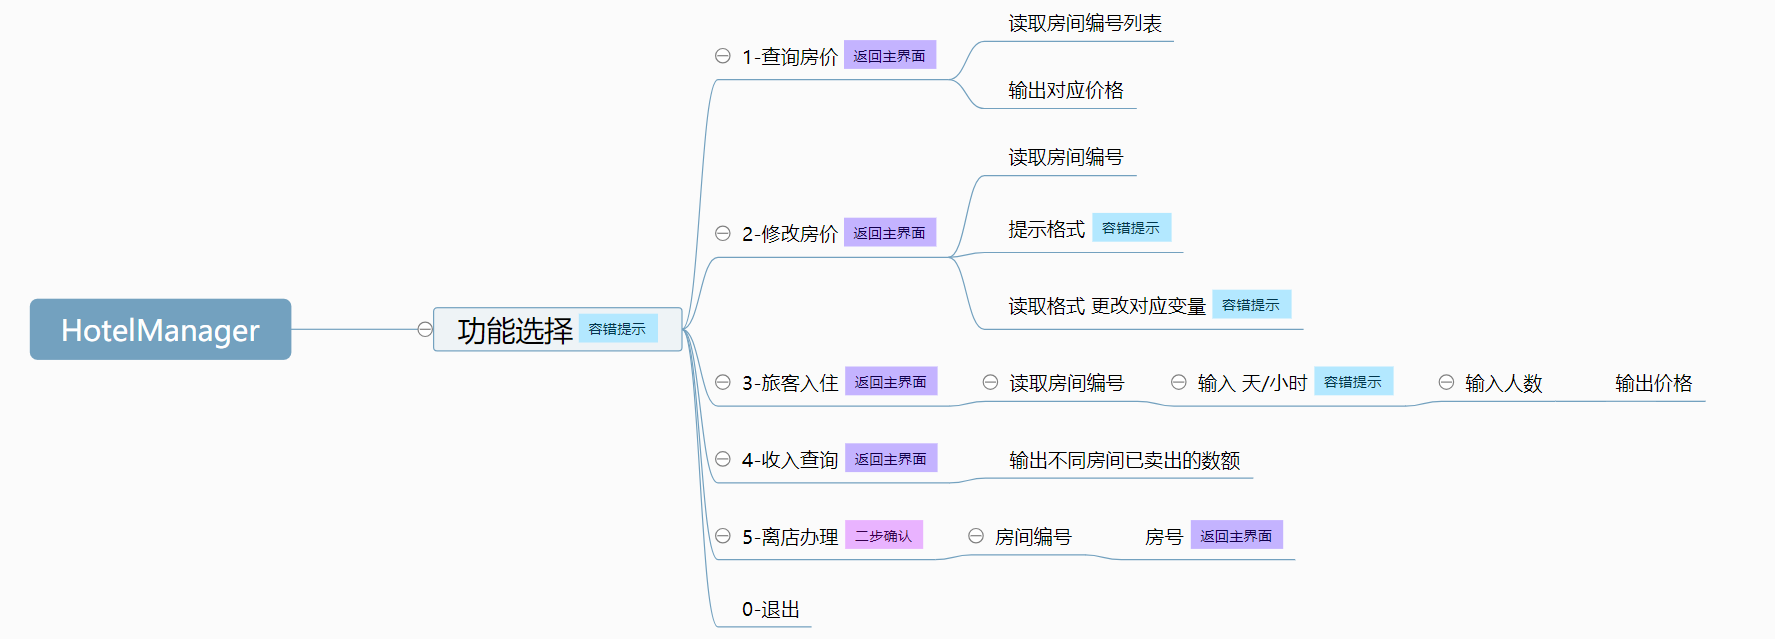 HotelManager
功能选择 容错提示
1-查询房价 返回主界面
读取房间编号列表
输出对应价格
2-修改房价 返回主界面
读取房间编号
提示格式 容错提示
读取格式 更改对应变量 容错提示
3-旅客入住 返回主界面 读取房间编号 输入 天/小时 容错提示 输入人数 输出价格
4-收入查询 返回主界面 输出不同房间已卖出的数额
5-离店办理 二步确认 房间编号 房号 返回主界面
0-退出